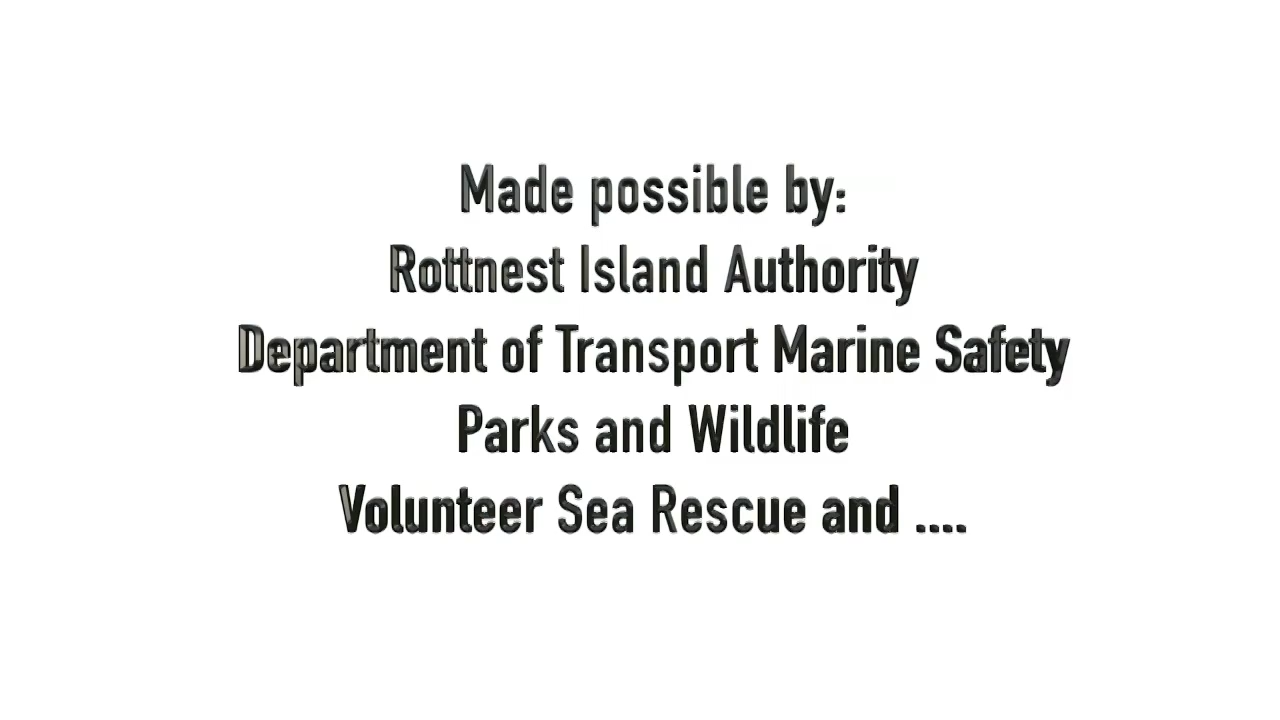 Made possible by:
Rottnest Island Authority
Department of Transport Marine Safety
Parks and Wildlife
Volunteer Sea Rescue and ....